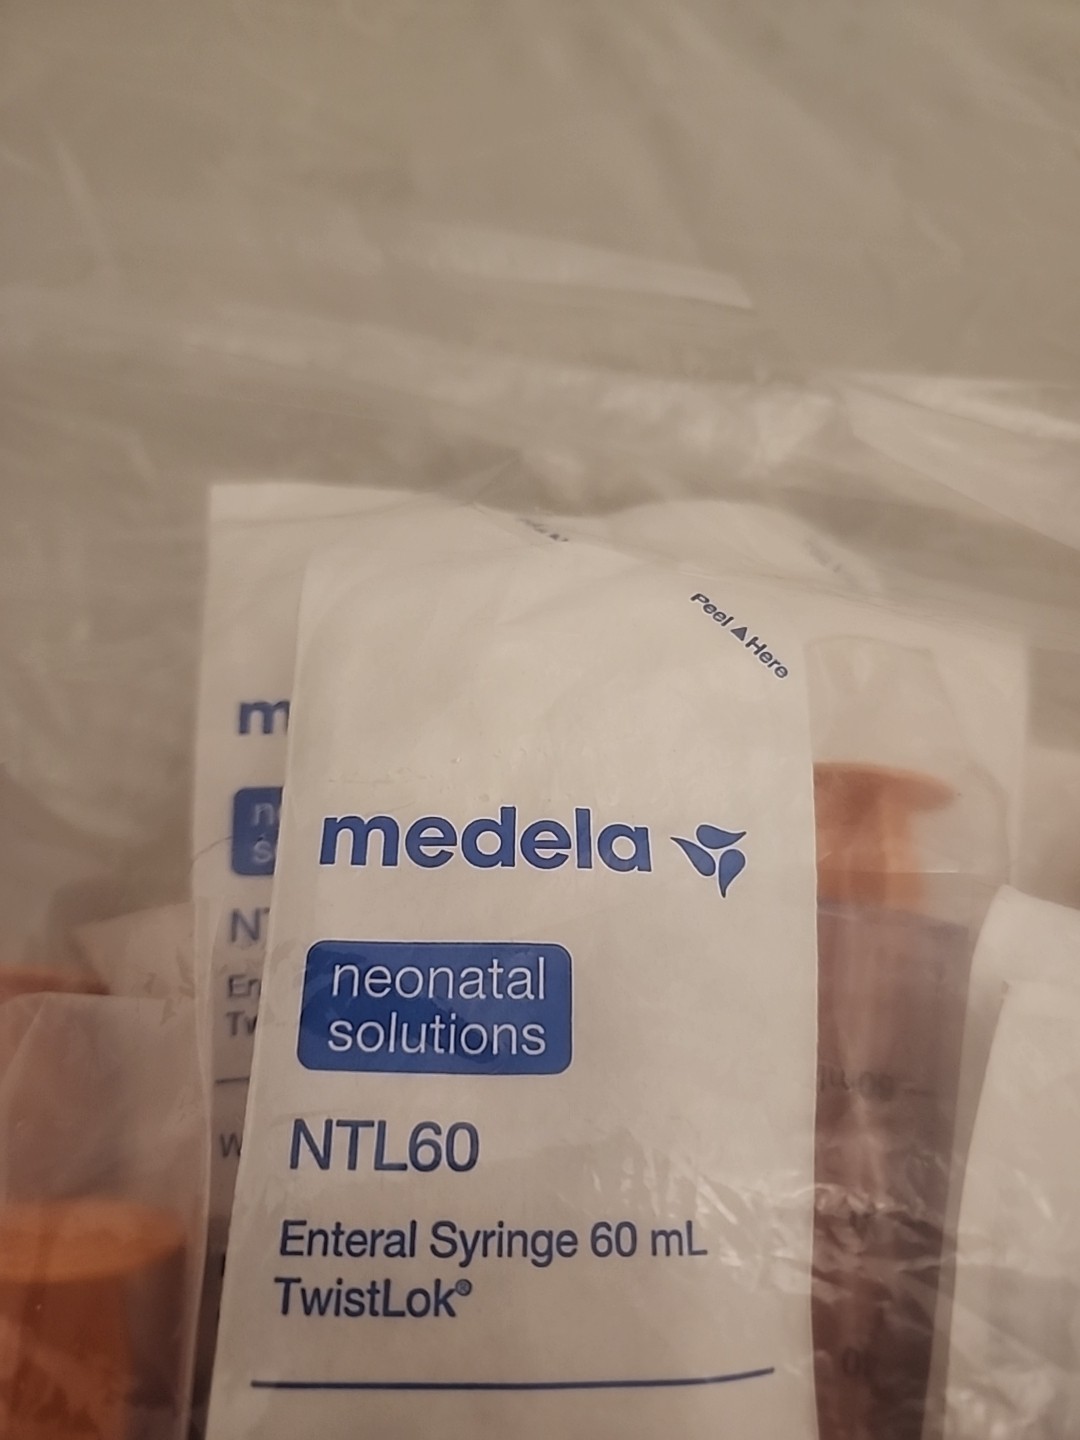 Peel ▲ Here
medela
neonatal
solutions
NTL60
Enteral Syringe 60 mL
TwistLok®
m